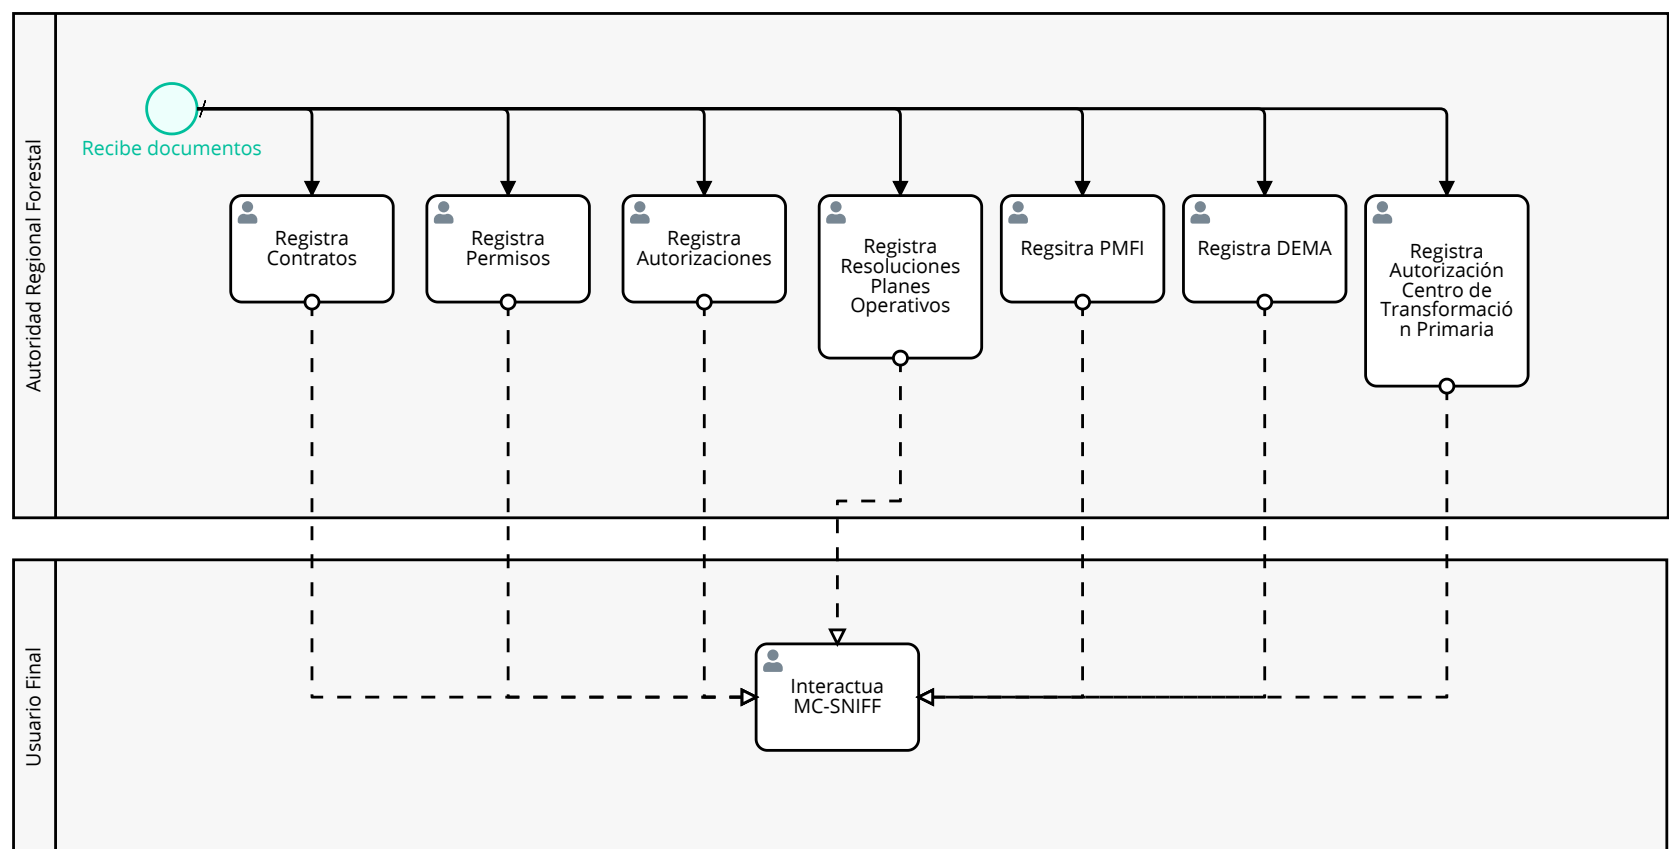 Autoridad Regional Forestal
Recibe documentos
Registra
Contratos
Registra
Permisos
Registra
Autorizaciones
Registra
Resoluciones
Planes
Operativos
Regsitra PMFI
Registra DEMA
Registra
Autorización
Centro de
Transformació
n Primaria
Usuario Final
Interactua
MC-SNIFF